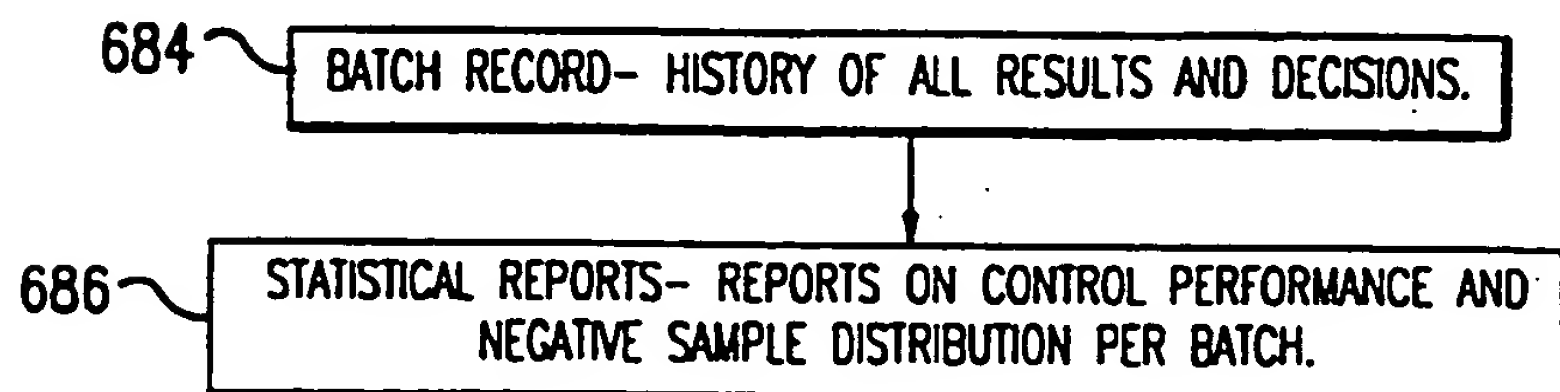 684
BATCH RECORD- HISTORY OF ALL RESULTS AND DECISIONS.
686
STATISTICAL REPORTS- REPORTS ON CONTROL PERFORMANCE AND
NEGATIVE SAMPLE DISTRIBUTION PER BATCH.